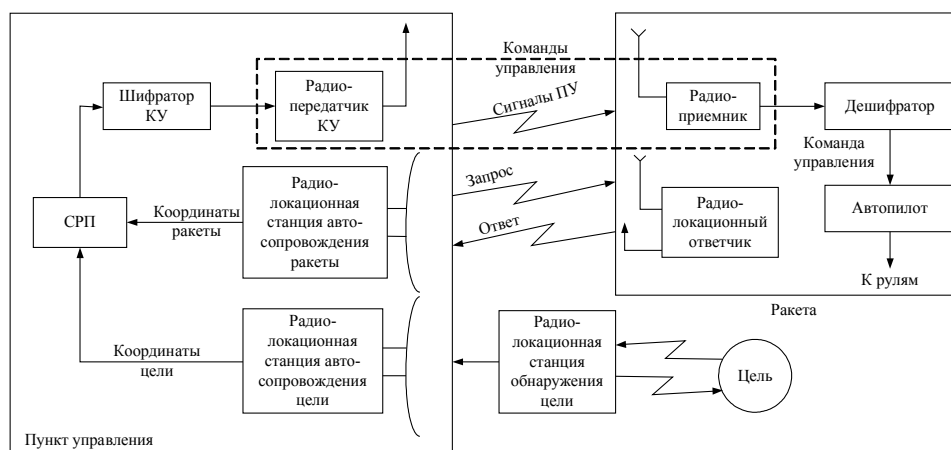 Команды
управления
Шифратор
КУ
Радио-
передатчик
КУ
Сигналы ПУ
Радио-
приемник
Дешифратор
Команда
управления
Запрос
Ответ
СРП
Координаты
ракеты
Радио-
локационная
станция авто-
сопровождения
ракеты
Радио-
локационный
ответчик
Автопилот
К рулям
Ракета
Координаты
цели
Радио-
локационная
станция авто-
сопровождения
цели
Радио-
локационная
станция
обнаружения
цели
Цель
Пункт управления